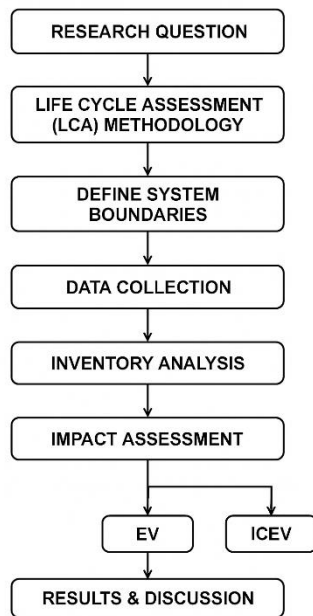 RESEARCH QUESTION
LIFE CYCLE ASSESSMENT
(LCA) METHODOLOGY
DEFINE SYSTEM
BOUNDARIES
DATA COLLECTION
INVENTORY ANALYSIS
IMPACT ASSESSMENT
EV
ICEV
RESULTS & DISCUSSION